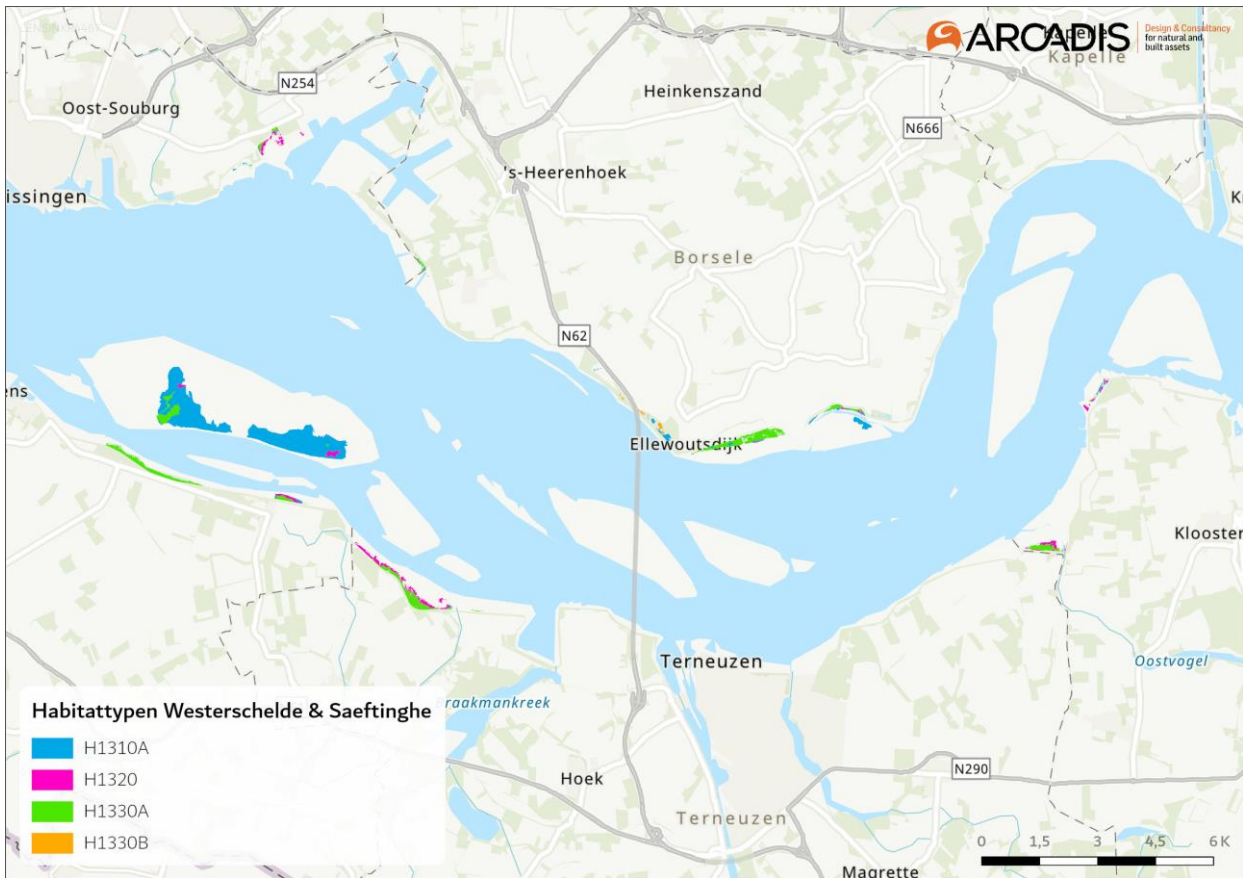 ARCADIS
Design & Consultancy
for natural and
built assets
Kapelle
Kapelle
N254
Heinkenszand
Oost-Souburg
N666
's-Heerenhoek
issingen
K
Borsele
N62
ens
Ellewoutsdijk
Klooster
Terneuzen
Oostvogel
Braakmankreek
Habitattypen Westerschelde & Saeftinghe
H1310A
H1320
H1330A
H1330B
Hoek
N290
Terneuzen
Magrette
0 1,5 3 4,5 6 K